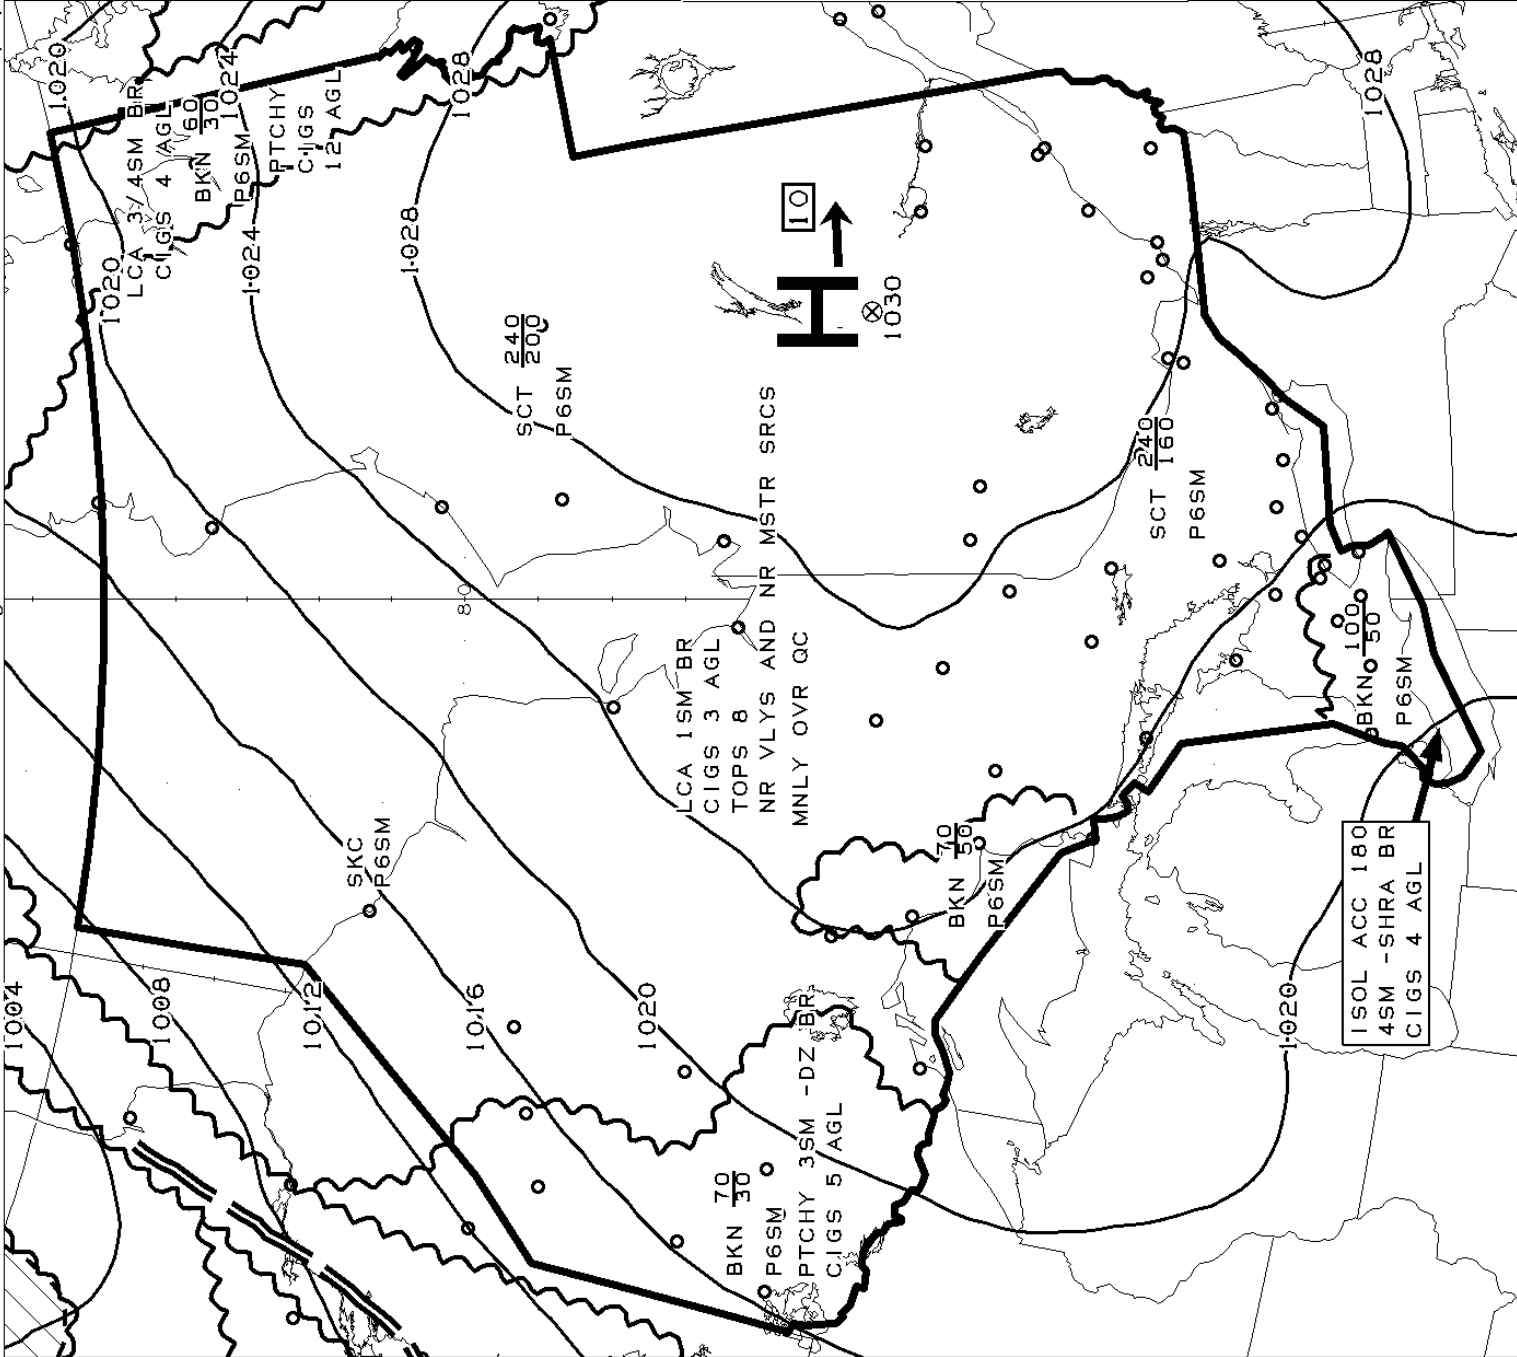 1020
1024
1028
LCA 3/4SM BR
CIGS 4 AGL
BKN 60
30
P6SM
PTCHY
CIGS
12 AGL
1020
1024
1028
1028
SCT 240
200
P6SM
10
H
1030
SCT 240
160
P6SM
80
LCA 1SM BR
CIGS 3 AGL
TOPS 8
NR VLYS AND NR MSTR SRCS
MNLY OVR QC
SKC
P6SM
BKN 70
50
P6SM
BKN 100
50
P6SM
ISOL ACC 180
4SM -SHRA BR
CIGS 4 AGL
1004
1008
1012
1016
1020
1020
BKN 70
30
P6SM
PTCHY 3SM -DZ BR
CIGS 5 AGL